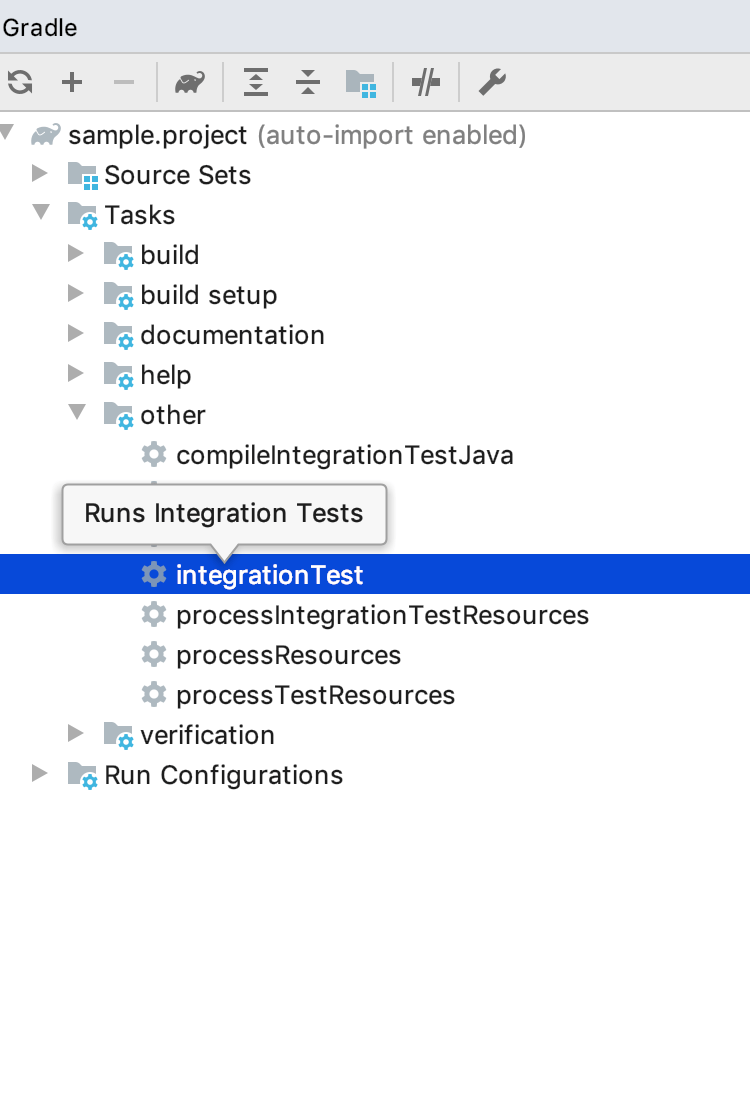 Gradle
sample.project (auto-import enabled)
Source Sets
Tasks
build
build setup
documentation
help
other
compileIntegrationTestJava
Runs Integration Tests
integrationTest
processIntegrationTestResources
processResources
processTestResources
verification
Run Configurations